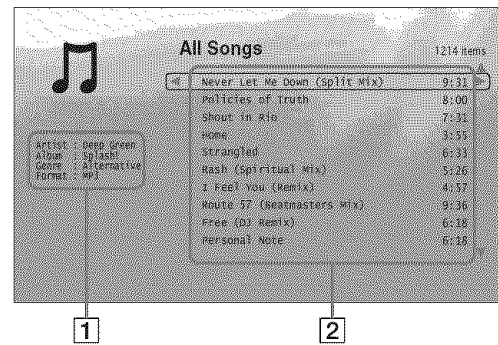 All Songs
1214 items
Never Let Me Down (Split Mix) 9:31
Policies of Truth 8:00
Shout in Rio 7:31
Home 3:55
Strangled 6:33
Rash (Spiritual Mix) 5:26
I Feel You (Remix) 4:57
Route 57 (Beatmasters Mix) 9:36
Free (DJ Remix) 6:18
Personal Note 6:18
Artist : Deep Green
Album : Splash!
Genre : Alternative
Format : MP3
1
2